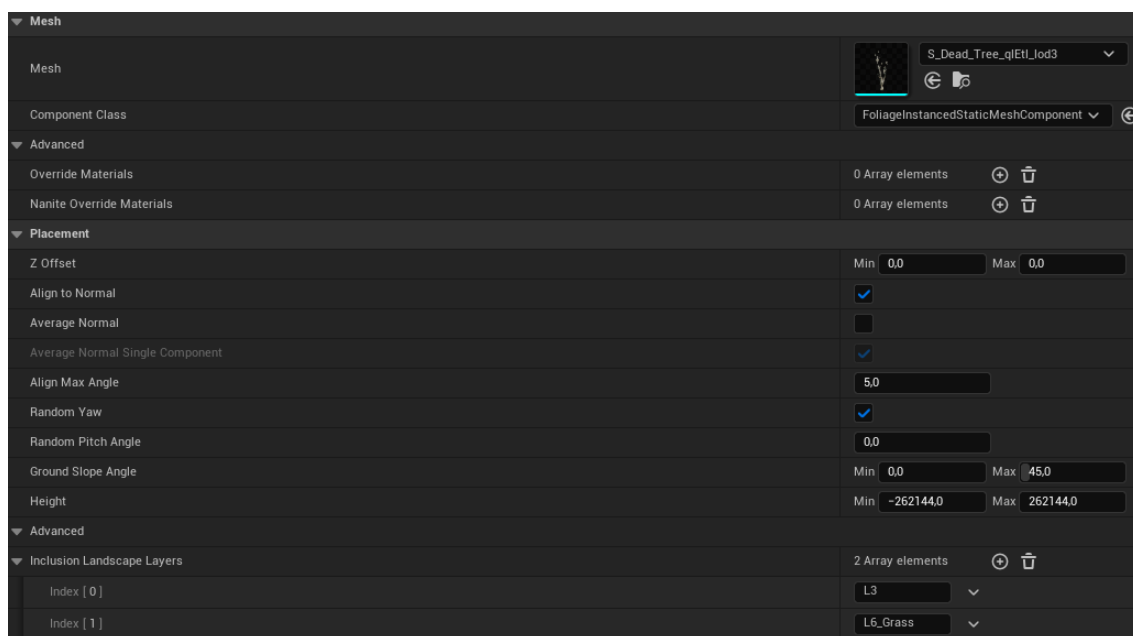 Mesh
Mesh
S_Dead_Tree_qlEtl_lod3
Component Class
FoliageInstancedStaticMeshComponent
Advanced
Override Materials
0 Array elements
Nanite Override Materials
0 Array elements
Placement
Z Offset
Min 0,0 Max 0,0
Align to Normal
Average Normal
Average Normal Single Component
Align Max Angle
5,0
Random Yaw
Random Pitch Angle
0,0
Ground Slope Angle
Min 0,0 Max 45,0
Height
Min -262144,0 Max 262144,0
Advanced
Inclusion Landscape Layers
2 Array elements
Index [ 0 ]
L3
Index [ 1 ]
L6_Grass